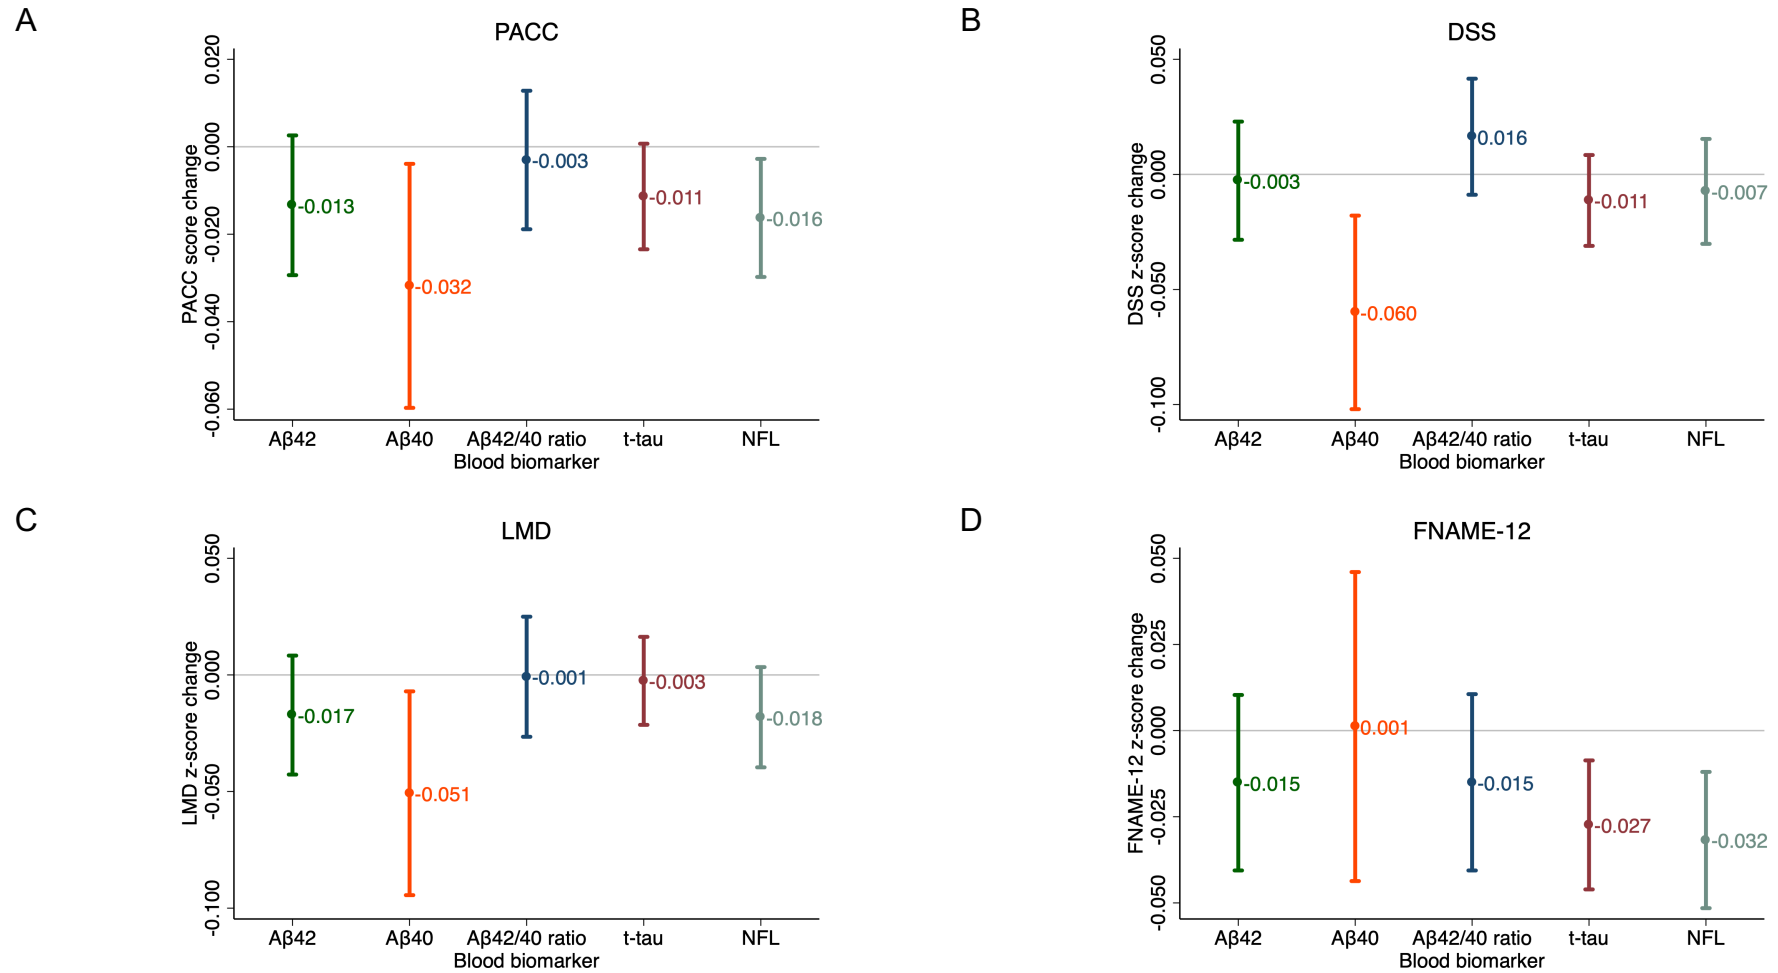 A
PACC
PACC score change
0.020
0.000
-0.020
-0.040
-0.060
-0.013
-0.032
-0.003
-0.011
-0.016
Aβ42 Aβ40 Aβ42/40 ratio t-tau NFL
Blood biomarker
B
DSS
DSS z-score change
0.050
0.000
-0.050
-0.100
-0.003
-0.060
0.016
-0.011
-0.007
Aβ42 Aβ40 Aβ42/40 ratio t-tau NFL
Blood biomarker
C
LMD
LMD z-score change
0.050
0.000
-0.050
-0.100
-0.017
-0.051
-0.001
-0.003
-0.018
Aβ42 Aβ40 Aβ42/40 ratio t-tau NFL
Blood biomarker
D
FNAME-12
FNAME-12 z-score change
0.050
0.025
0.000
-0.025
-0.050
-0.015
0.001
-0.015
-0.027
-0.032
Aβ42 Aβ40 Aβ42/40 ratio t-tau NFL
Blood biomarker